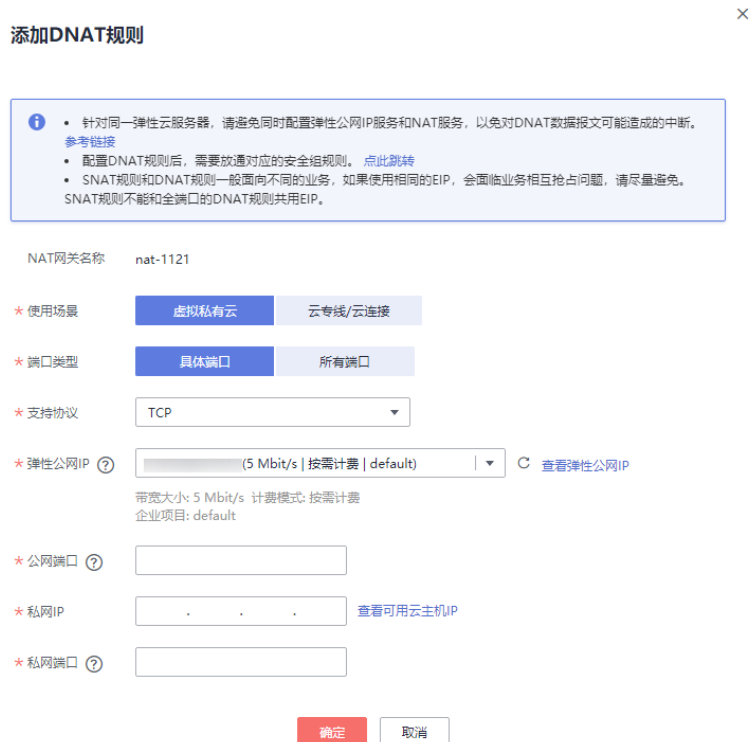 添加DNAT规则
• 针对同一弹性云服务器，请避免同时配置弹性公网IP服务和NAT服务，以免对DNAT数据报文可能造成的中断。
参考链接
• 配置DNAT规则后，需要放通对应的安全组规则。 点此跳转
• SNAT规则和DNAT规则一般面向不同的业务，如果使用相同的EIP，会面临业务相互抢占问题，请尽量避免。
SNAT规则不能和全端口的DNAT规则共用EIP。
NAT网关名称 nat-1121
* 使用场景 虚拟私有云 云专线/云连接
* 端口类型 具体端口 所有端口
* 支持协议 TCP
* 弹性公网IP ? (5 Mbit/s | 按需计费 | default) 查看弹性公网IP
带宽大小: 5 Mbit/s 计费模式: 按需计费
企业项目: default
* 公网端口 ?
* 私网IP . . . 查看可用云主机IP
* 私网端口 ?
确定 取消